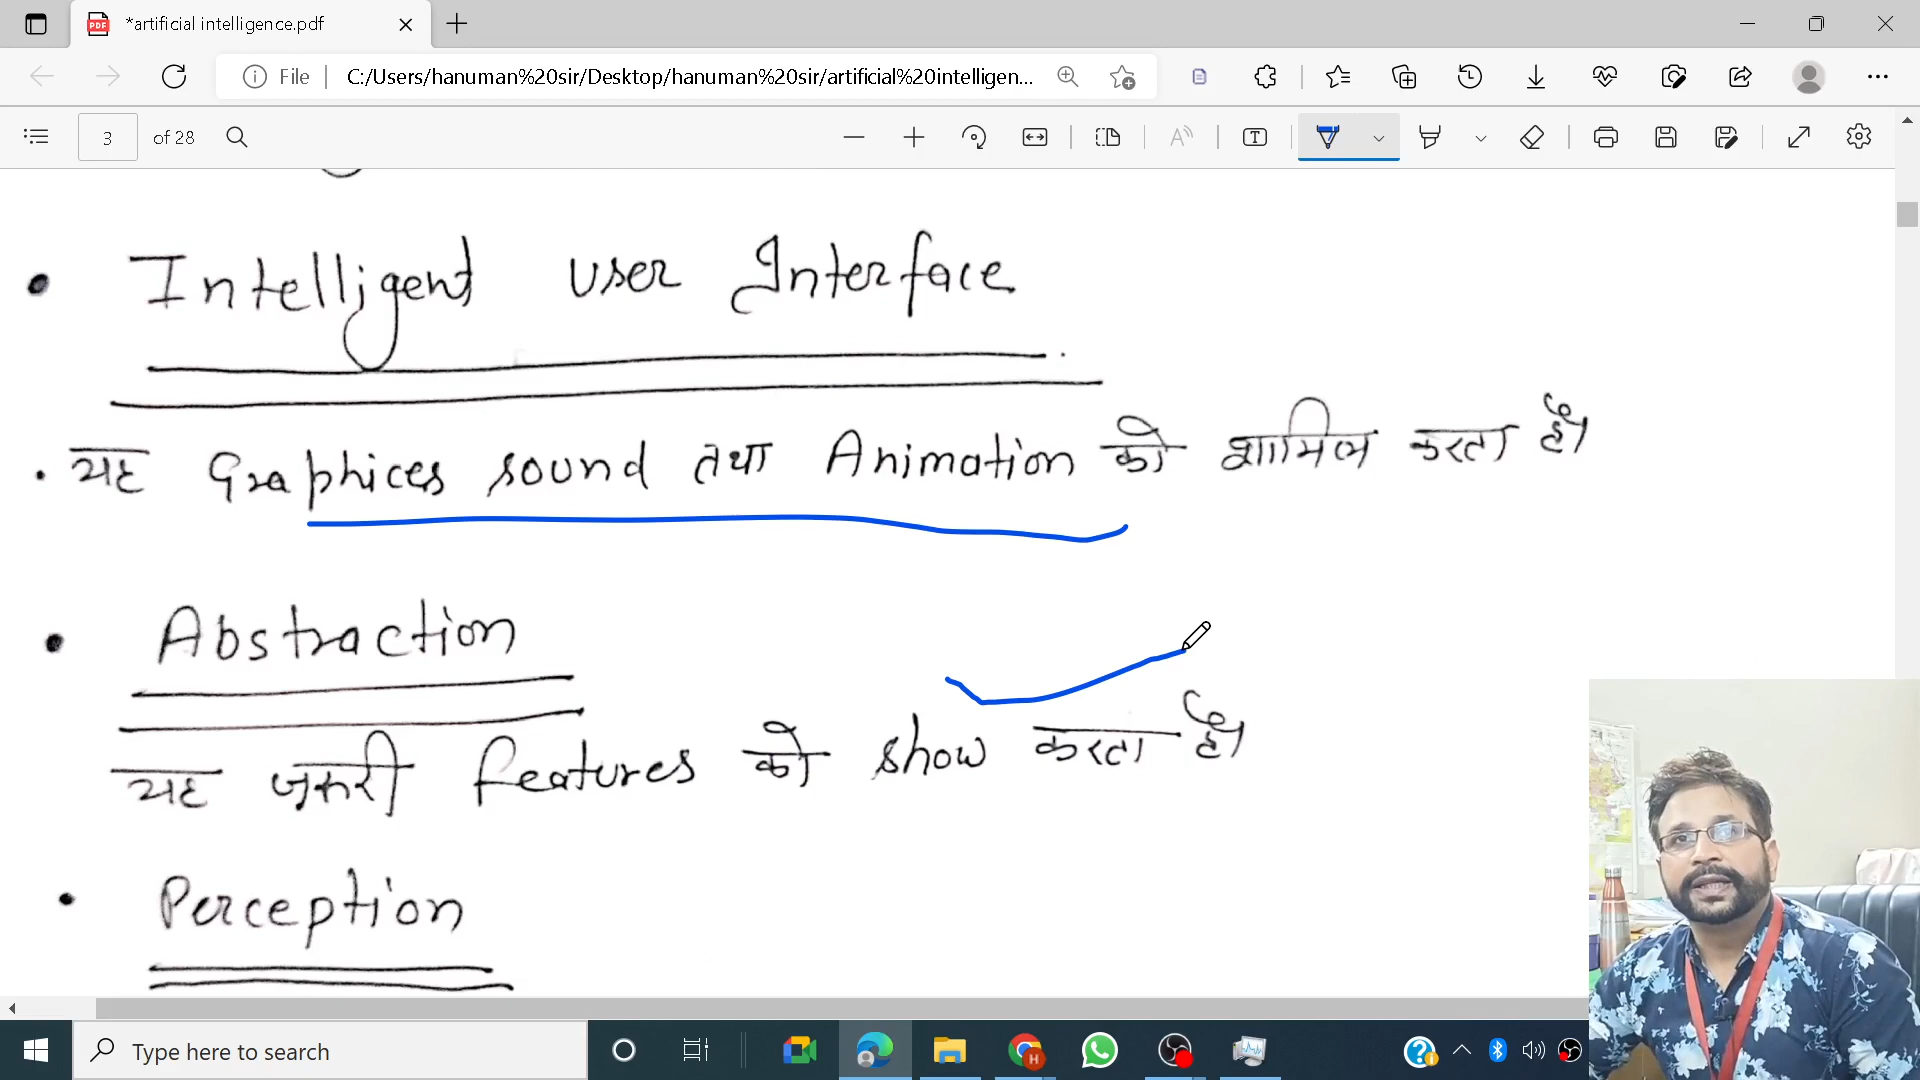 *artificial intelligence.pdf
File C:/Users/hanuman%20sir/Desktop/hanuman%20sir/artificial%20intelligen...
3 of 28
• Intelligent user Interface
• यह Graphices sound तथा Animation को शामिल करता है।
• Abstraction
यह जरूरी features को show करता है।
• Perception
Type here to search